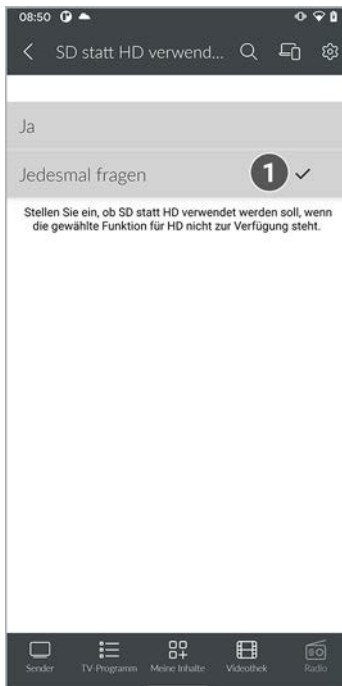 08:50
SD statt HD verwend...
Ja
Jedesmal fragen
1
Stellen Sie ein, ob SD statt HD verwendet werden soll, wenn
die gewählte Funktion für HD nicht zur Verfügung steht.
Sender TV-Programm Meine Inhalte Videothek Radio